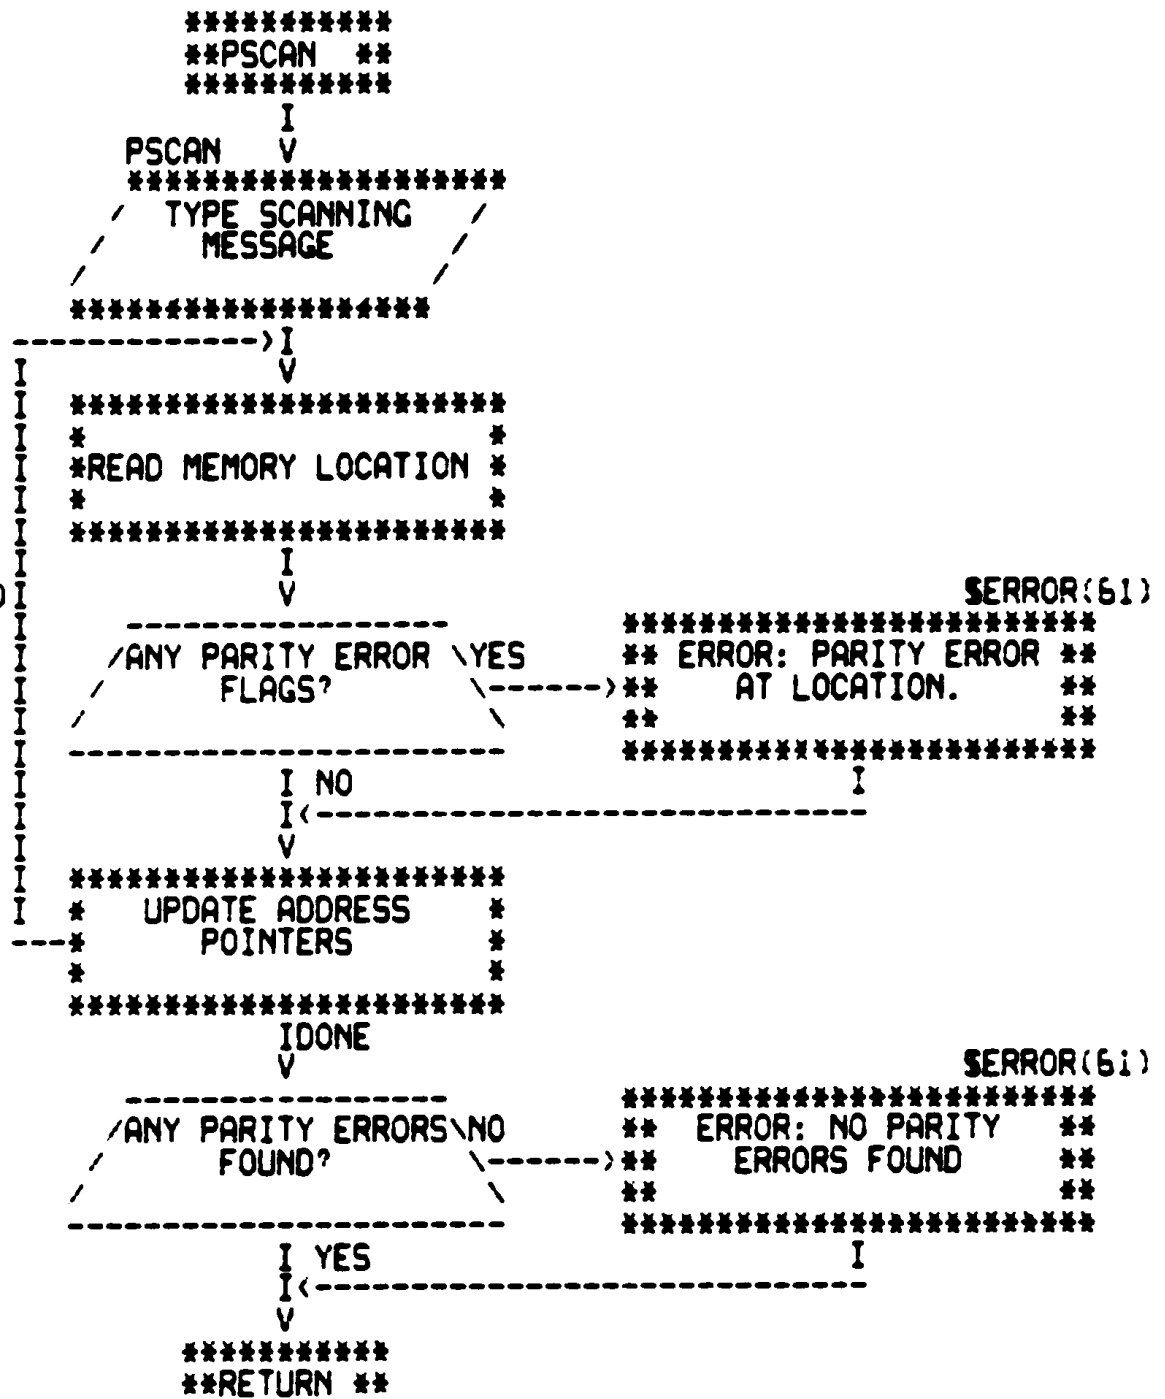 **PSCAN **
PSCAN
TYPE SCANNING
MESSAGE
READ MEMORY LOCATION
$ERROR(61)
ANY PARITY ERROR YES
FLAGS?
ERROR: PARITY ERROR
AT LOCATION.
NO
UPDATE ADDRESS
POINTERS
DONE
$ERROR(61)
ANY PARITY ERRORS NO
FOUND?
ERROR: NO PARITY
ERRORS FOUND
YES
**RETURN **